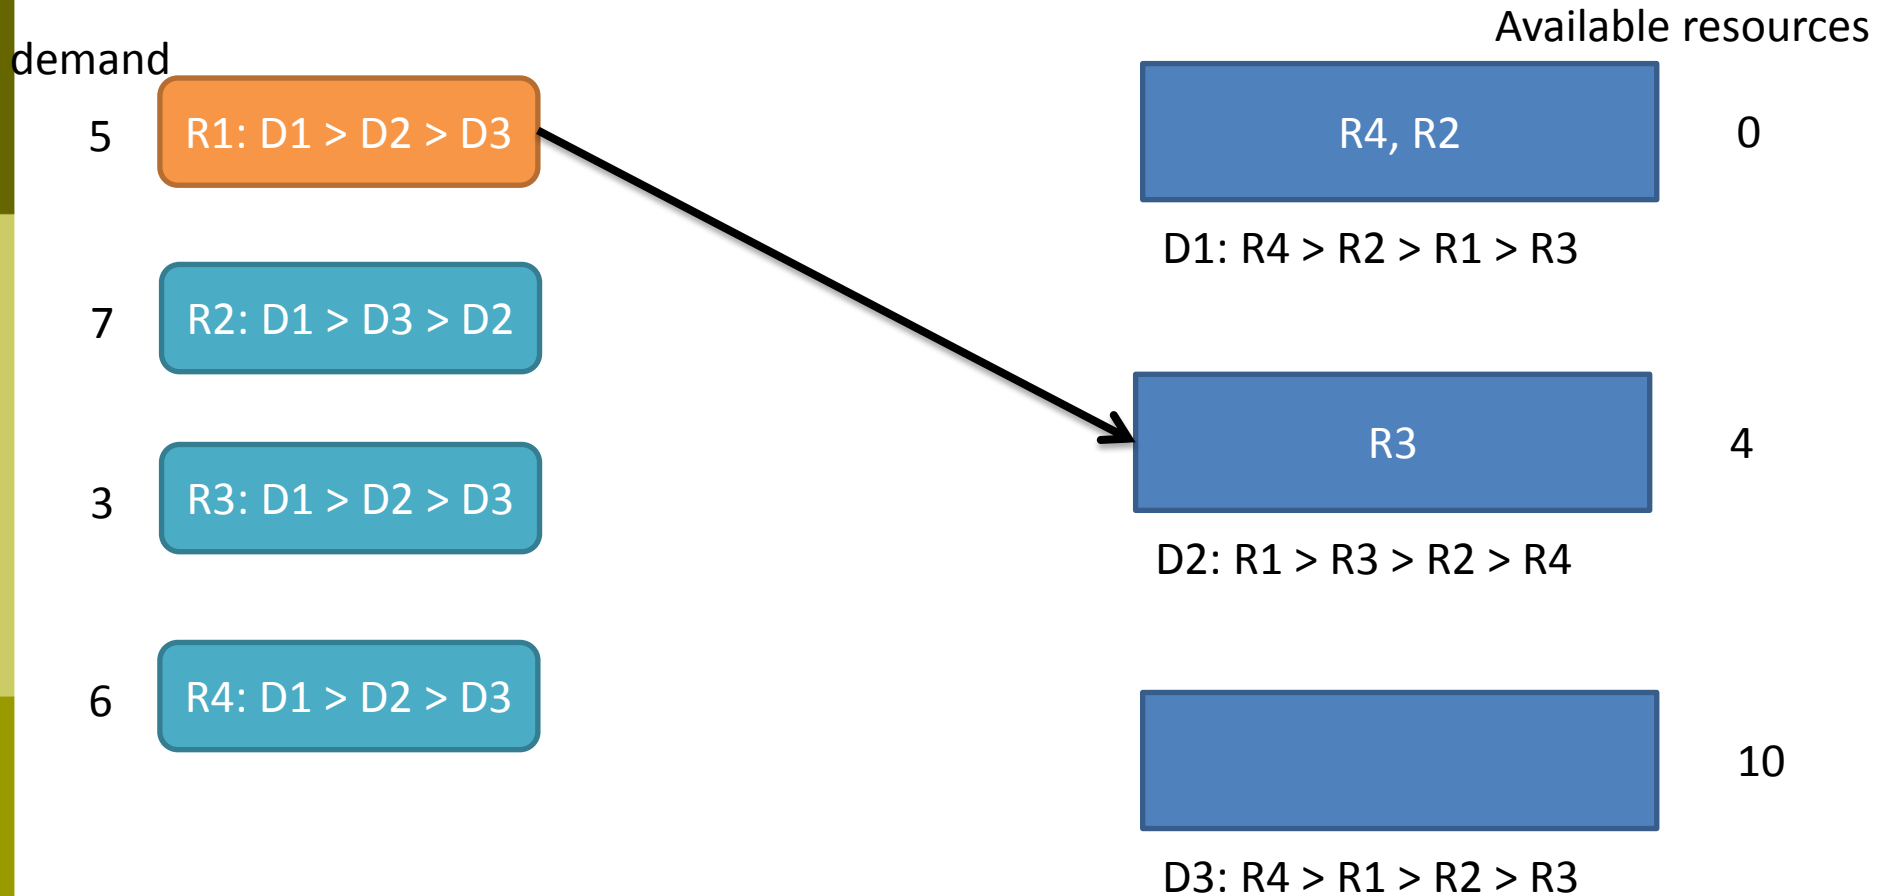 Available resources
demand
5
R1: D1 > D2 > D3
R4, R2
0
D1: R4 > R2 > R1 > R3
7
R2: D1 > D3 > D2
R3
4
3
R3: D1 > D2 > D3
D2: R1 > R3 > R2 > R4
6
R4: D1 > D2 > D3
10
D3: R4 > R1 > R2 > R3